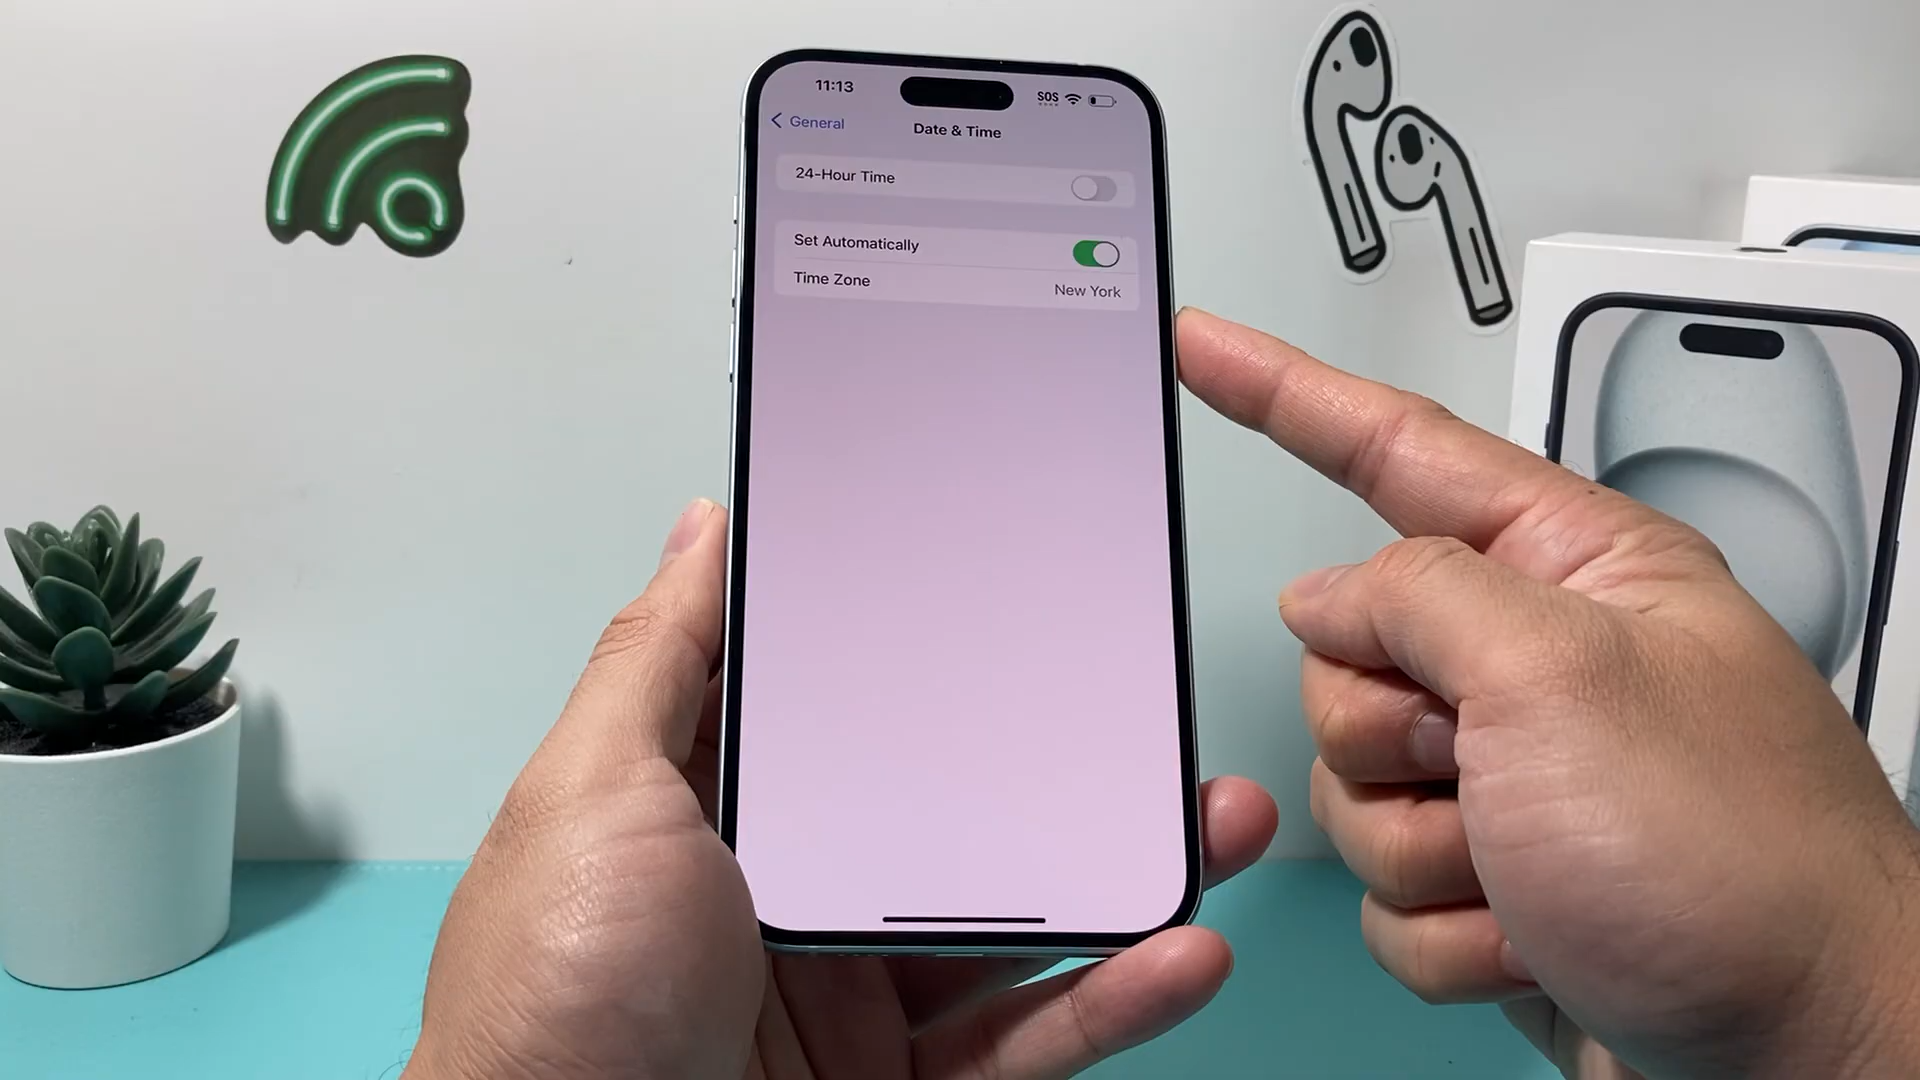 11:13
SOS
General
Date & Time
24-Hour Time
Set Automatically
Time Zone
New York